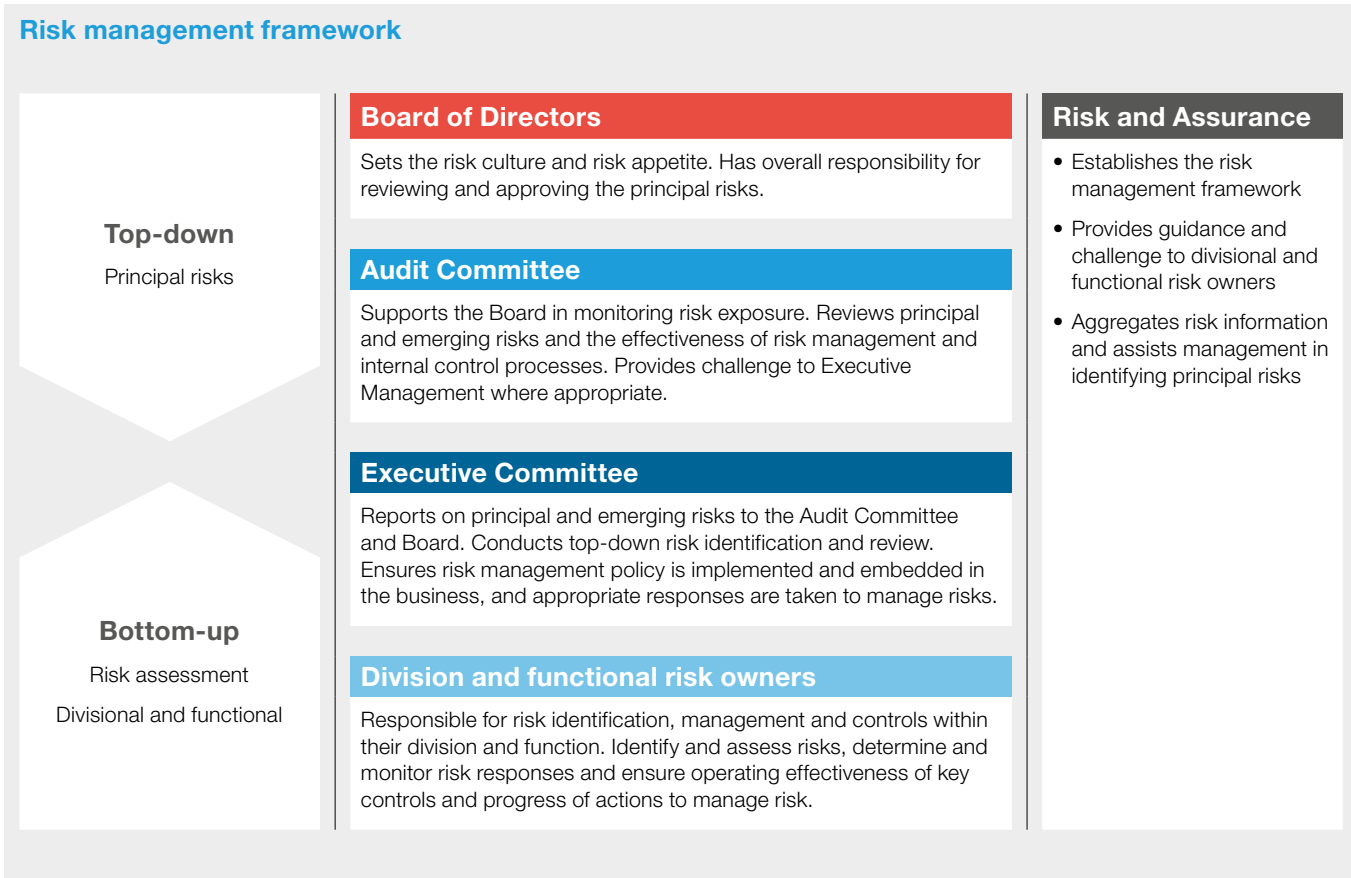 Risk management framework
Top-down
Principal risks
Bottom-up
Risk assessment
Divisional and functional
Board of Directors
Sets the risk culture and risk appetite. Has overall responsibility for
reviewing and approving the principal risks.
Audit Committee
Supports the Board in monitoring risk exposure. Reviews principal
and emerging risks and the effectiveness of risk management and
internal control processes. Provides challenge to Executive
Management where appropriate.
Executive Committee
Reports on principal and emerging risks to the Audit Committee
and Board. Conducts top-down risk identification and review.
Ensures risk management policy is implemented and embedded in
the business, and appropriate responses are taken to manage risks.
Division and functional risk owners
Responsible for risk identification, management and controls within
their division and function. Identify and assess risks, determine and
monitor risk responses and ensure operating effectiveness of key
controls and progress of actions to manage risk.
Risk and Assurance
• Establishes the risk
management framework
• Provides guidance and
challenge to divisional and
functional risk owners
• Aggregates risk information
and assists management in
identifying principal risks